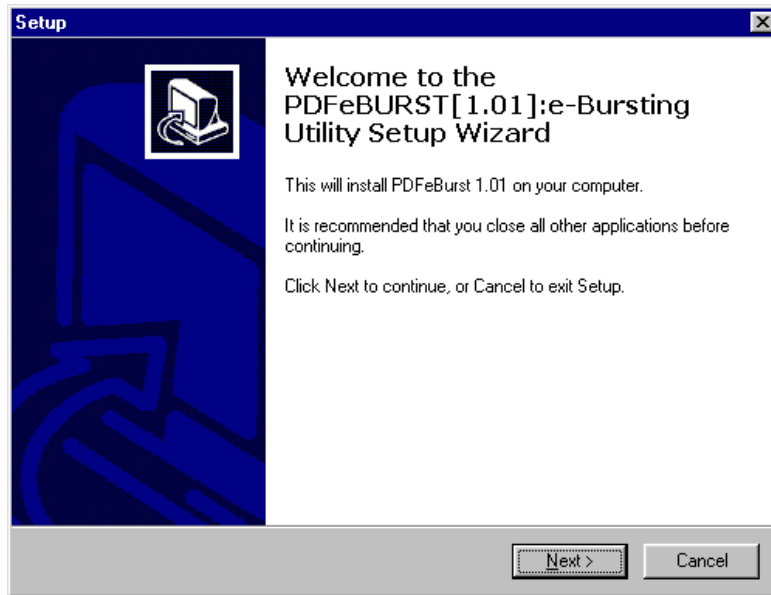 Setup
Welcome to the
PDFeBURST[1.01]:e-Bursting
Utility Setup Wizard
This will install PDFeBurst 1.01 on your computer.
It is recommended that you close all other applications before
continuing.
Click Next to continue, or Cancel to exit Setup.
Next >
Cancel